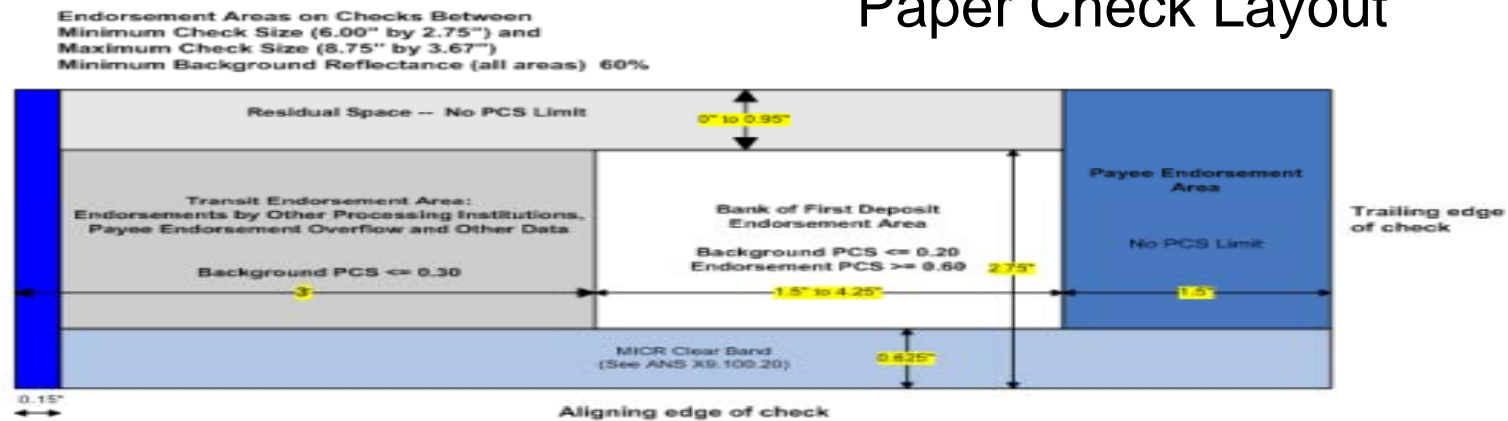 Paper Check Layout
Endorsement Areas on Checks Between
Minimum Check Size (6.00" by 2.75") and
Maximum Check Size (8.75" by 3.67")
Minimum Background Reflectance (all areas) 60%
Residual Space -- No PCS Limit
0" to 0.95"
Transit Endorsement Area:
Endorsements by Other Processing Institutions,
Payee Endorsement Overflow and Other Data
Background PCS <= 0.30
3"
Bank of First Deposit
Endorsement Area
Background PCS <= 0.20
Endorsement PCS >= 0.60
2.75"
1.5" to 4.25"
Payee Endorsement
Area
No PCS Limit
1.5"
Trailing edge
of check
MICR Clear Band
(See ANS X9.100.20)
0.625"
0.15"
Aligning edge of check